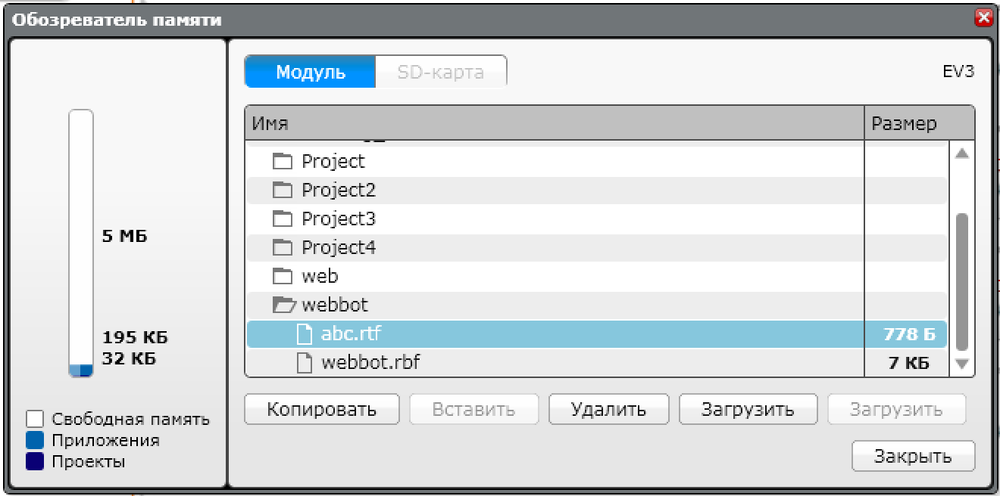 Обозреватель памяти
Модуль SD-карта EV3
Имя Размер
Project
Project2
Project3
Project4
web
webbot
abc.rtf 778 Б
webbot.rbf 7 КБ
5 МБ
195 КБ
32 КБ
Свободная память
Приложения
Проекты
Копировать Вставить Удалить Загрузить Загрузить
Закрыть